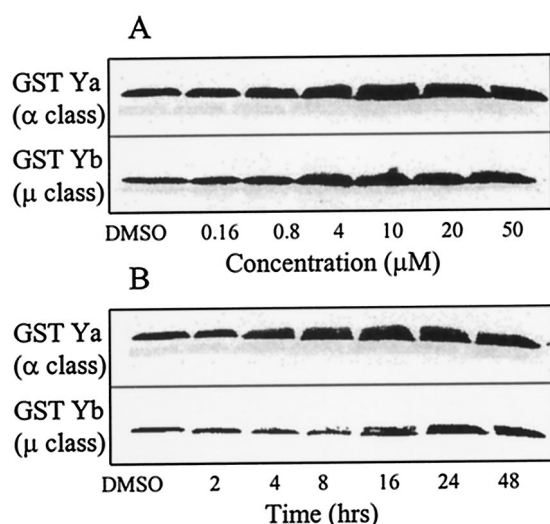 A
GST Ya
(α class)
GST Yb
(μ class)
DMSO 0.16 0.8 4 10 20 50
Concentration (μM)
B
GST Ya
(α class)
GST Yb
(μ class)
DMSO 2 4 8 16 24 48
Time (hrs)